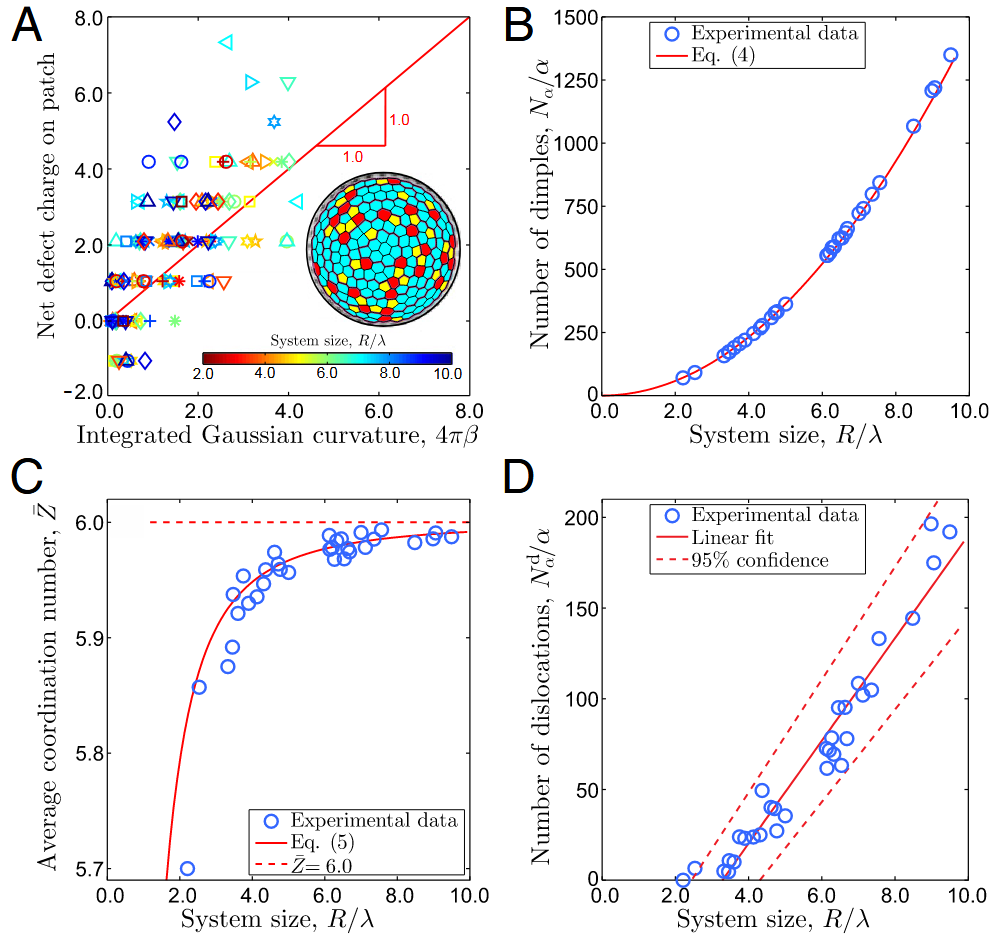 A
Net defect charge on patch
8.0
6.0
4.0
2.0
0.0
−2.0
1.0
1.0
System size, R/λ
2.0 4.0 6.0 8.0 10.0
0.0 2.0 4.0 6.0 8.0
Integrated Gaussian curvature, 4πβ
B
Number of dimples, Nα/α
1500
1250
1000
750
500
250
0
Experimental data
Eq. (4)
0.0 2.0 4.0 6.0 8.0 10.0
System size, R/λ
C
Average coordination number, Z̄
6.0
5.9
5.8
5.7
Experimental data
Eq. (5)
Z̄= 6.0
0.0 2.0 4.0 6.0 8.0 10.0
System size, R/λ
D
Number of dislocations, Nᵈα/α
200
150
100
50
0
Experimental data
Linear fit
95% confidence
0.0 2.0 4.0 6.0 8.0 10.0
System size, R/λ